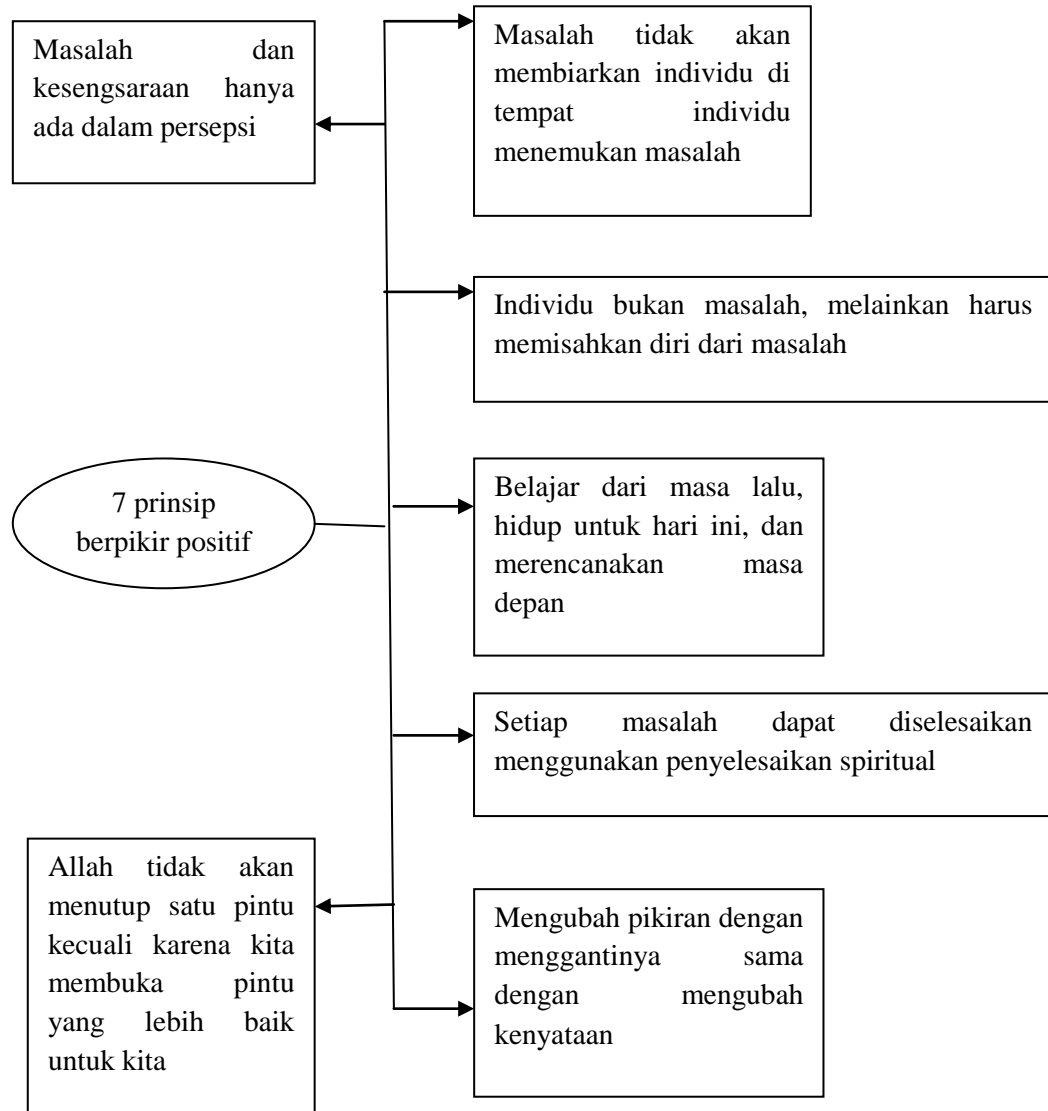 Masalah dan
kesengsaraan hanya
ada dalam persepsi
Masalah tidak akan
membiarkan individu di
tempat individu
menemukan masalah
Individu bukan masalah, melainkan harus
memisahkan diri dari masalah
7 prinsip
berpikir positif
Belajar dari masa lalu,
hidup untuk hari ini, dan
merencanakan masa
depan
Setiap masalah dapat diselesaikan
menggunakan penyelesaikan spiritual
Allah tidak akan
menutup satu pintu
kecuali karena kita
membuka pintu
yang lebih baik
untuk kita
Mengubah pikiran dengan
menggantinya sama
dengan mengubah
kenyataan